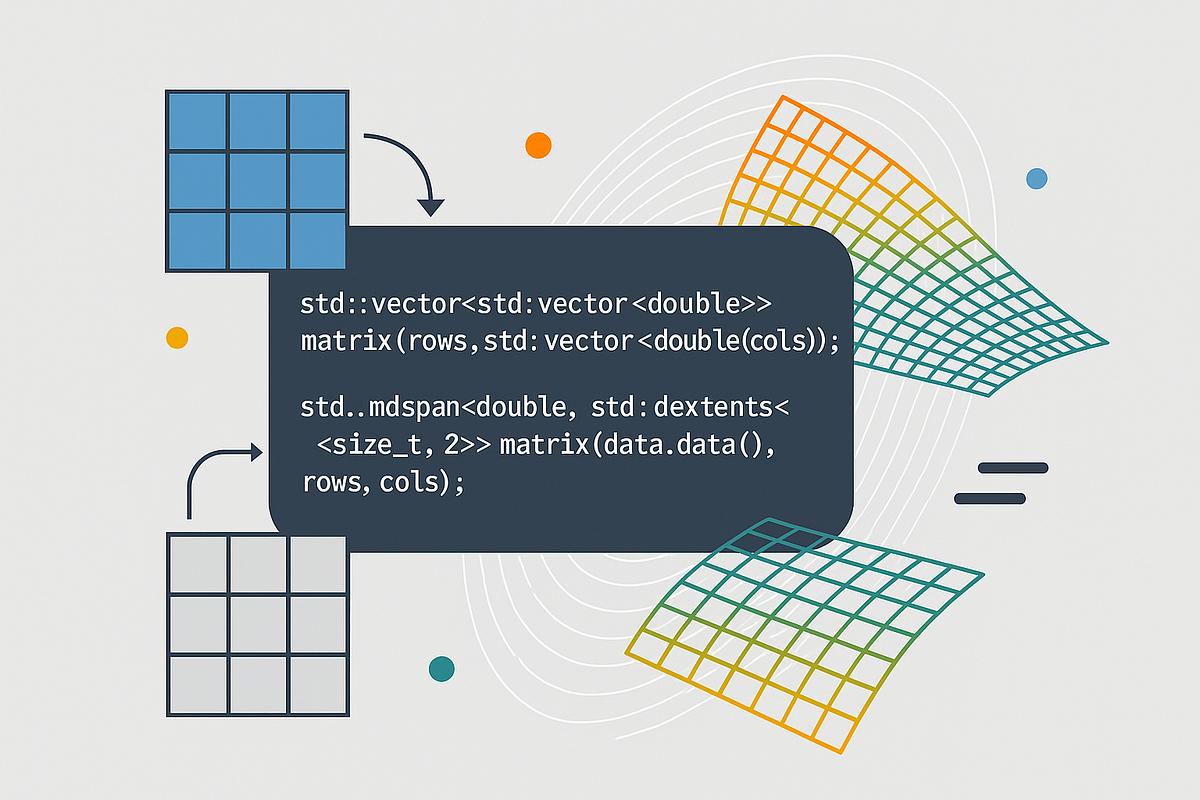 std::vector<std:vector<double>>
matrix(rows,std:vector<double(cols));
std..mdspan<double, std:dextents<
<size_t, 2>> matrix(data.data(),
rows, cols);